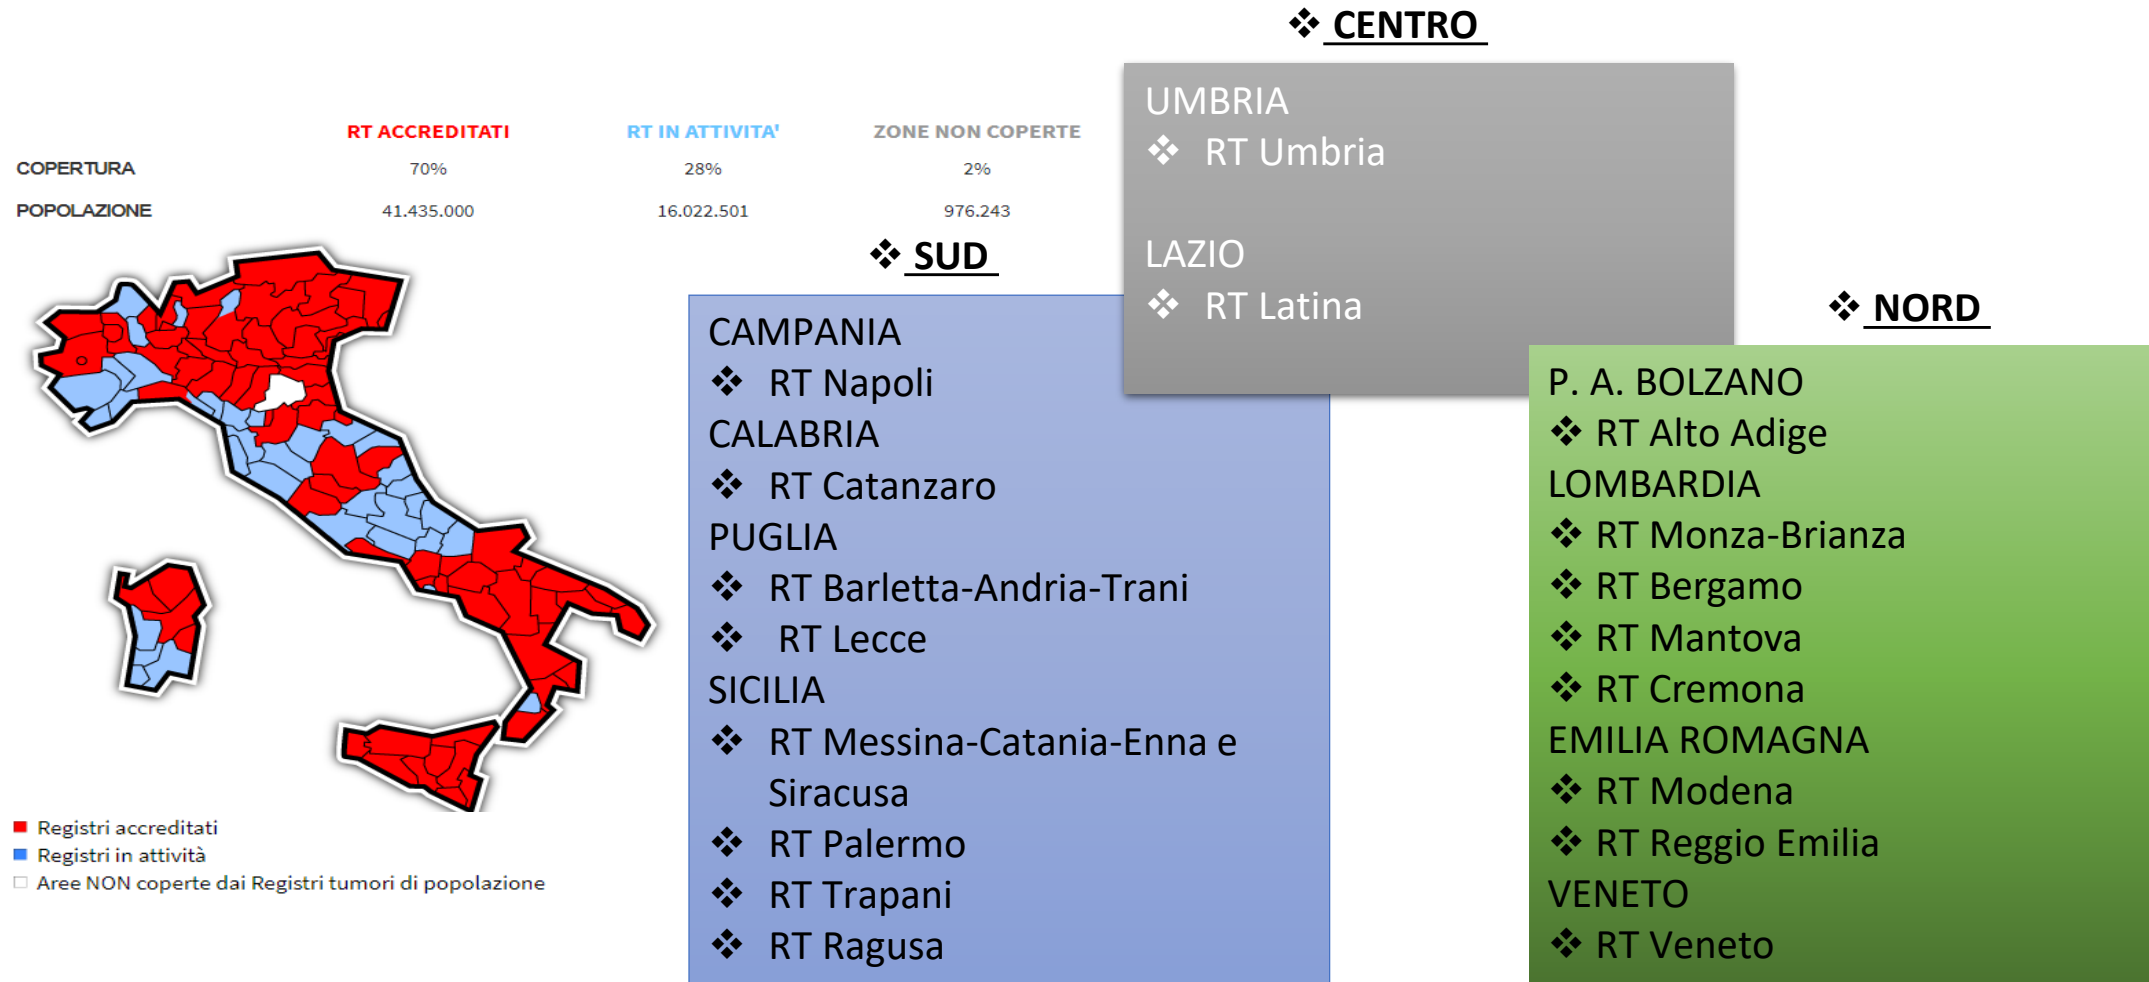 ❖ CENTRO
RT ACCREDITATI RT IN ATTIVITA' ZONE NON COPERTE
COPERTURA 70% 28% 2%
POPOLAZIONE 41.435.000 16.022.501 976.243
UMBRIA
❖ RT Umbria
LAZIO
❖ RT Latina
❖ SUD
CAMPANIA
❖ RT Napoli
CALABRIA
❖ RT Catanzaro
PUGLIA
❖ RT Barletta-Andria-Trani
❖ RT Lecce
SICILIA
❖ RT Messina-Catania-Enna e
Siracusa
❖ RT Palermo
❖ RT Trapani
❖ RT Ragusa
❖ NORD
P. A. BOLZANO
❖ RT Alto Adige
LOMBARDIA
❖ RT Monza-Brianza
❖ RT Bergamo
❖ RT Mantova
❖ RT Cremona
EMILIA ROMAGNA
❖ RT Modena
❖ RT Reggio Emilia
VENETO
❖ RT Veneto
Registri accreditati
Registri in attività
Aree NON coperte dai Registri tumori di popolazione